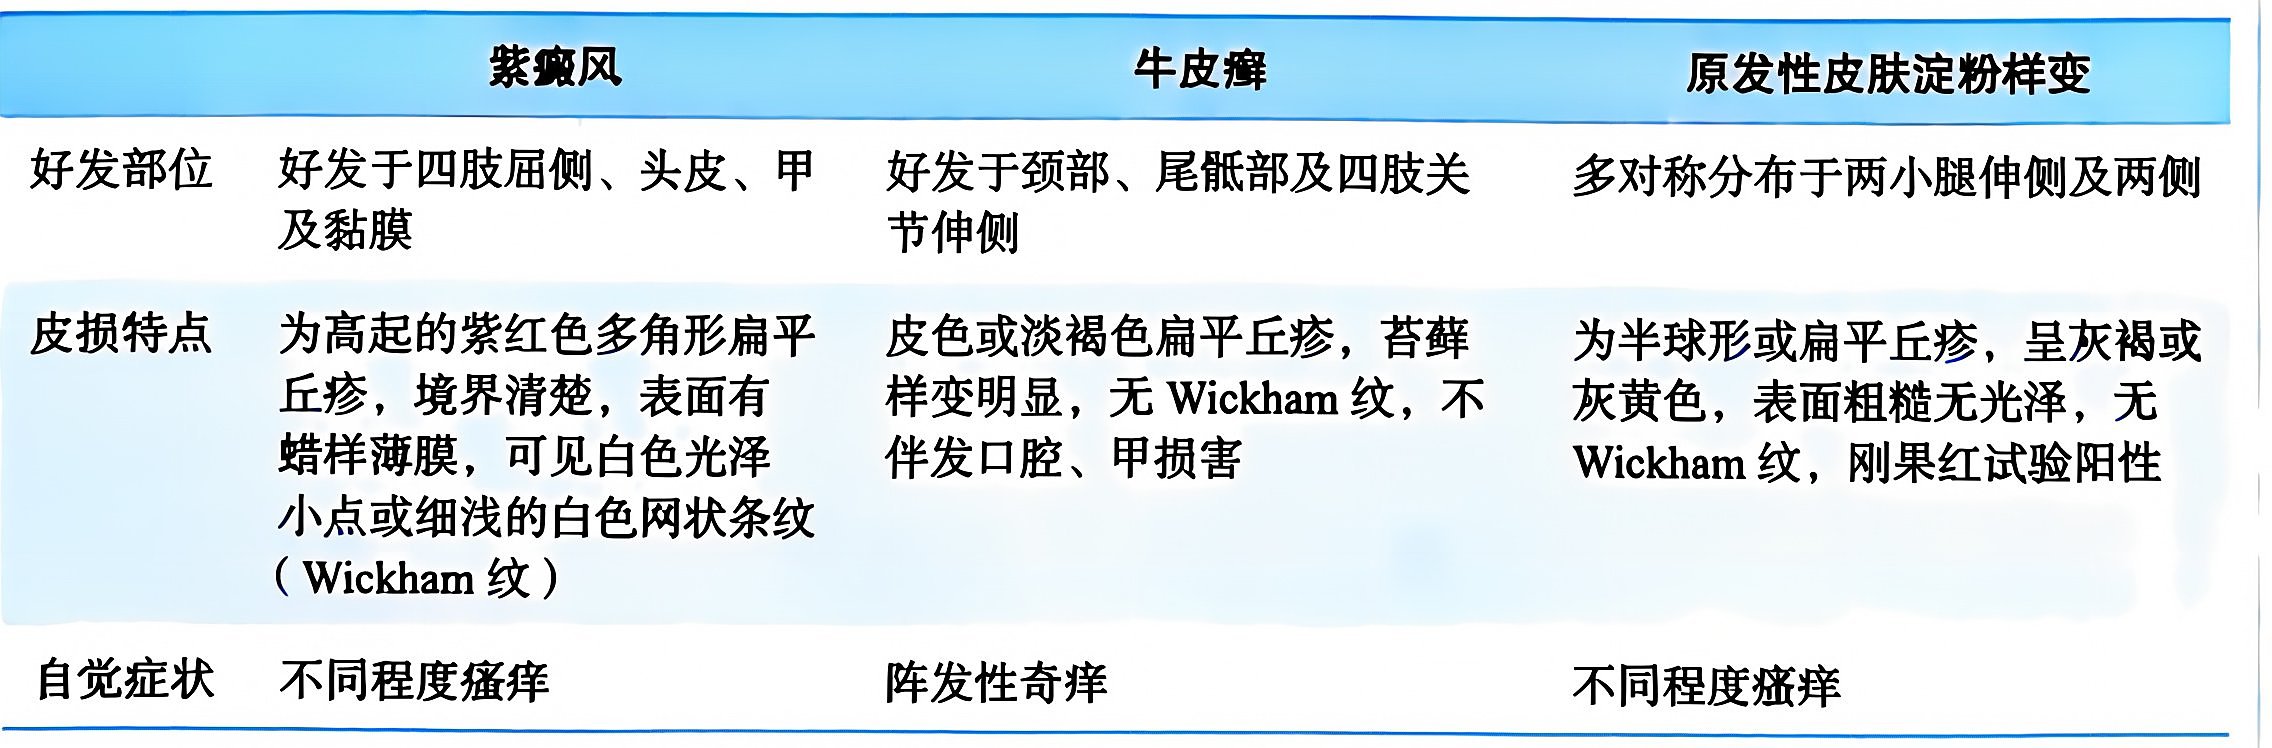 紫癜风 牛皮癣 原发性皮肤淀粉样变
好发部位 好发于四肢屈侧、头皮、甲 好发于颈部、尾骶部及四肢关 多对称分布于两小腿伸侧及两侧
及黏膜 节伸侧
皮损特点 为高起的紫红色多角形扁平 皮色或淡褐色扁平丘疹，苔藓 为半球形或扁平丘疹，呈灰褐或
丘疹，境界清楚，表面有 样变明显，无 Wickham 纹，不 灰黄色，表面粗糙无光泽，无
蜡样薄膜，可见白色光泽 伴发口腔、甲损害 Wickham 纹，刚果红试验阳性
小点或细浅的白色网状条纹
（Wickham 纹）
自觉症状 不同程度瘙痒 阵发性奇痒 不同程度瘙痒